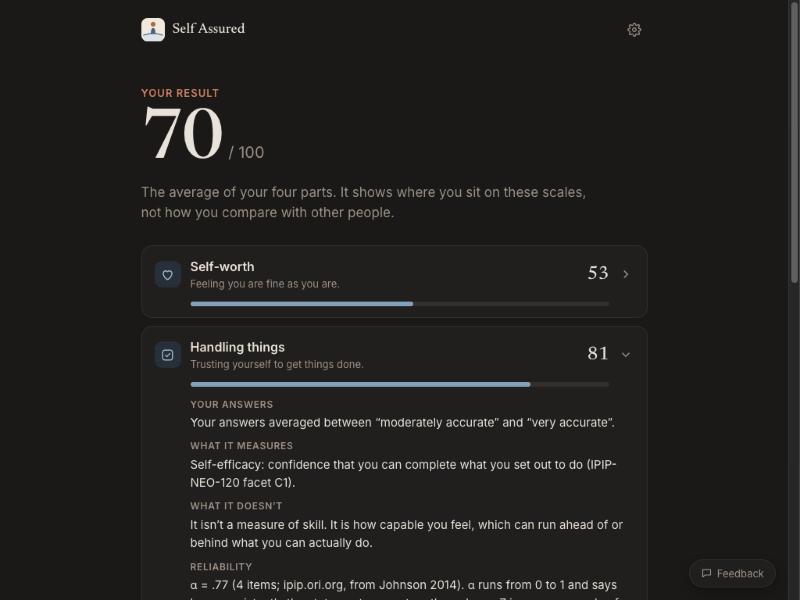 Self Assured
YOUR RESULT
70 / 100
The average of your four parts. It shows where you sit on these scales,
not how you compare with other people.
Self-worth
Feeling you are fine as you are.
53
Handling things
Trusting yourself to get things done.
81
YOUR ANSWERS
Your answers averaged between “moderately accurate” and “very accurate”.
WHAT IT MEASURES
Self-efficacy: confidence that you can complete what you set out to do (IPIP-
NEO-120 facet C1).
WHAT IT DOESN’T
It isn’t a measure of skill. It is how capable you feel, which can run ahead of or
behind what you can actually do.
RELIABILITY
α = .77 (4 items; ipip.ori.org, from Johnson 2014). α runs from 0 to 1 and says
Feedback